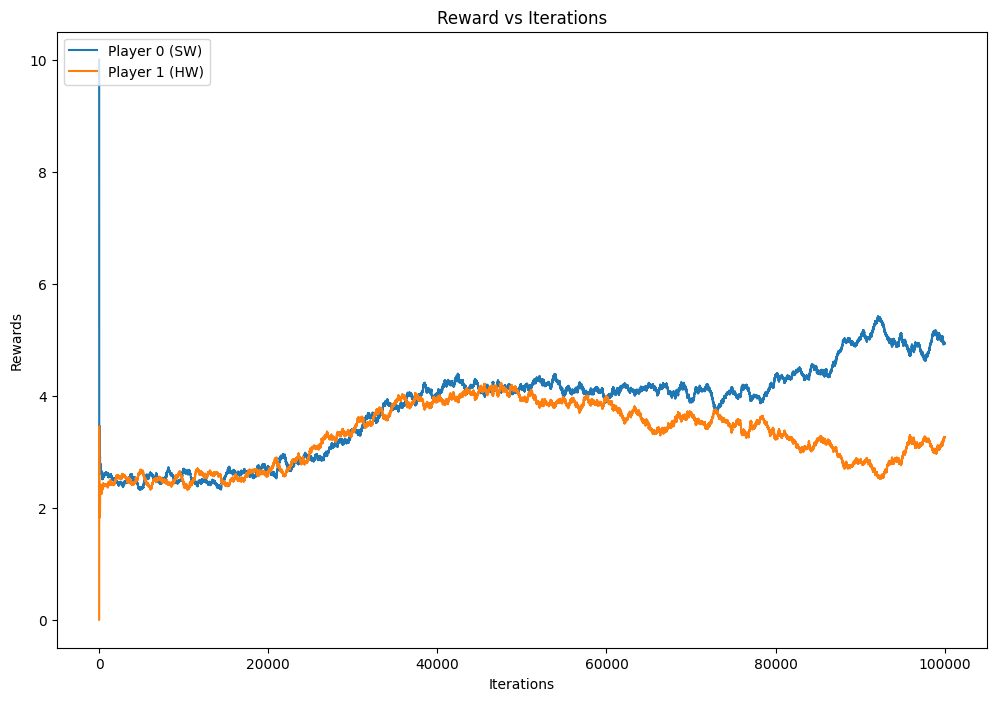 Reward vs Iterations
Player 0 (SW)
Player 1 (HW)
Rewards
10
8
6
4
2
0
0 20000 40000 60000 80000 100000
Iterations